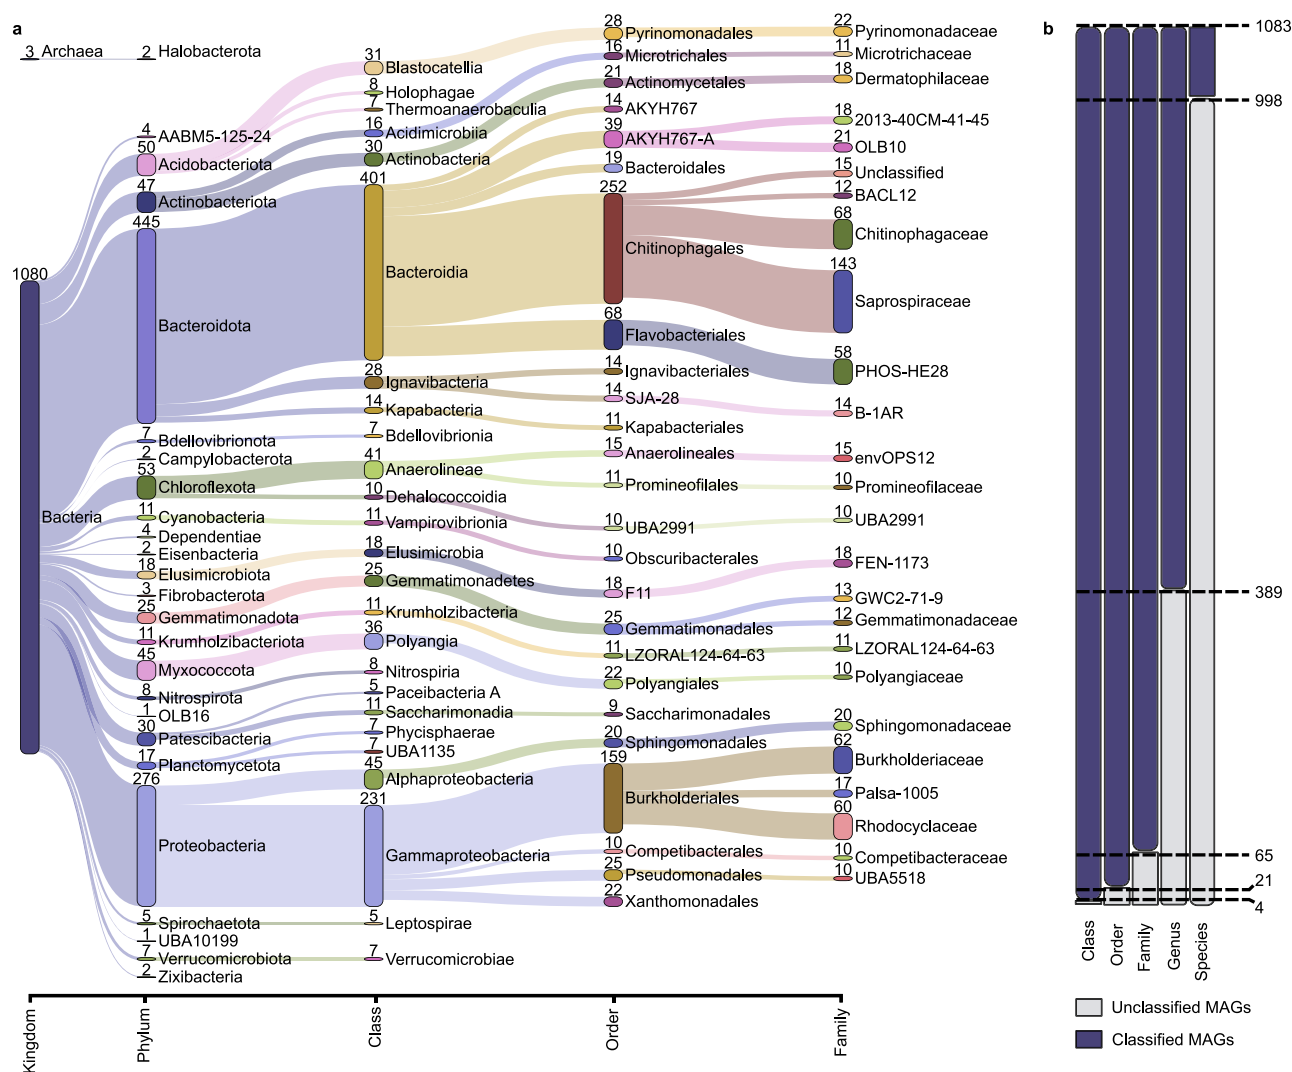 a
3 Archaea
2 Halobacterota
4 AABM5-125-24
50 Acidobacteriota
47 Actinobacteriota
445 Bacteroidota
1080 Bacteria
7 Bdellovibrionota
2 Campylobacterota
53 Chloroflexota
11 Cyanobacteria
4 Dependentiae
2 Eisenbacteria
18 Elusimicrobiota
3 Fibrobacterota
25 Gemmatimonadota
11 Krumholzibacteriota
45 Myxococcota
8 Nitrospirota
1 OLB16
30 Patescibacteria
17 Planctomycetota
276 Proteobacteria
5 Spirochaetota
1 UBA10199
7 Verrucomicrobiota
2 Zixibacteria
31 Blastocatellia
8 Holophagae
7 Thermoanaerobaculia
16 Acidimicrobiia
30 Actinobacteria
401 Bacteroidia
28 Ignavibacteria
14 Kapabacteria
7 Bdellovibrionia
41 Anaerolineae
10 Dehalococcoidia
11 Vampirovibrionia
18 Elusimicrobia
25 Gemmatimonadetes
11 Krumholzibacteria
36 Polyangia
8 Nitrospiria
5 Paceibacteria A
11 Saccharimonadia
7 Phycisphaerae
7 UBA1135
45 Alphaproteobacteria
231 Gammaproteobacteria
5 Leptospirae
7 Verrucomicrobiae
28 Pyrinomonadales
16 Microtrichales
21 Actinomycetales
14 AKYH767
39 AKYH767-A
19 Bacteroidales
252 Chitinophagales
68 Flavobacteriales
14 Ignavibacteriales
14 SJA-28
11 Kapabacteriales
15 Anaerolineales
11 Promineofilales
10 UBA2991
10 Obscuribacterales
18 F11
25 Gemmatimonadales
11 LZORAL124-64-63
22 Polyangiales
9 Saccharimonadales
20 Sphingomonadales
159 Burkholderiales
10 Competibacterales
25 Pseudomonadales
22 Xanthomonadales
22 Pyrinomonadaceae
11 Microtrichaceae
18 Dermatophilaceae
18 2013-40CM-41-45
21 OLB10
15 Unclassified
12 BACL12
68 Chitinophagaceae
143 Saprospiraceae
58 PHOS-HE28
14 B-1AR
15 envOPS12
10 Promineofilaceae
10 UBA2991
18 FEN-1173
13 GWC2-71-9
12 Gemmatimonadaceae
11 LZORAL124-64-63
10 Polyangiaceae
20 Sphingomonadaceae
62 Burkholderiaceae
17 Palsa-1005
60 Rhodocyclaceae
10 Competibacteraceae
10 UBA5518
Kingdom
Phylum
Class
Order
Family
b
1083
998
389
65
21
4
Class
Order
Family
Genus
Species
Unclassified MAGs
Classified MAGs